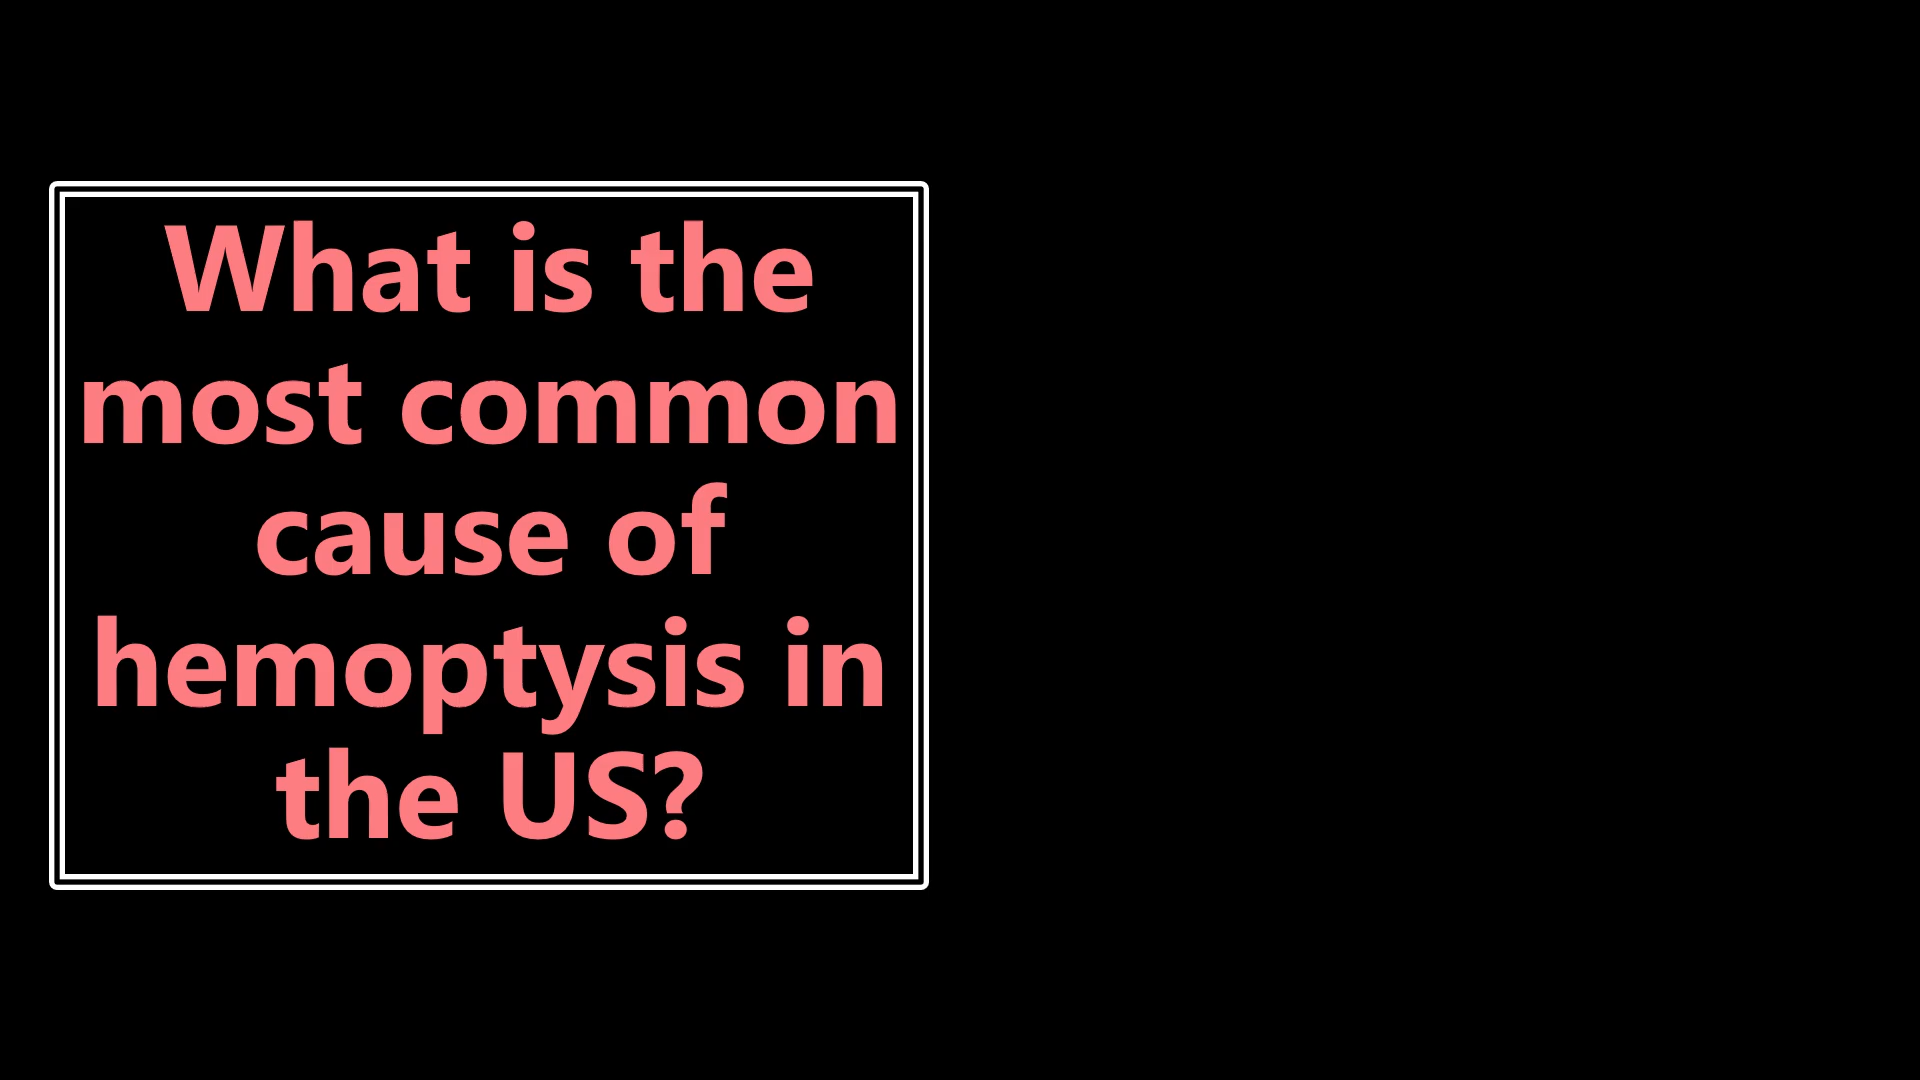 What is the
most common
cause of
hemoptysis in
the US?